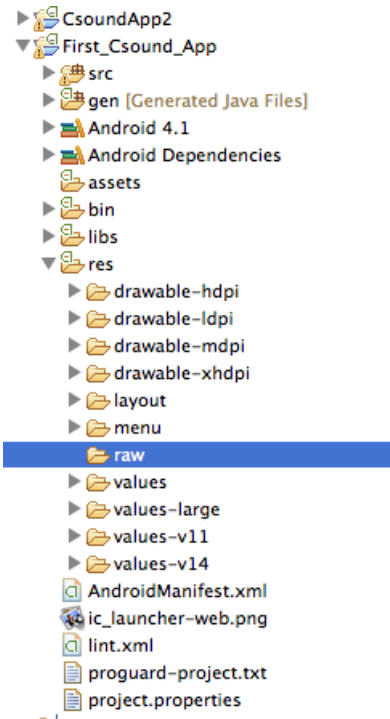 CsoundApp2
First_Csound_App
src
gen [Generated Java Files]
Android 4.1
Android Dependencies
assets
bin
libs
res
drawable-hdpi
drawable-ldpi
drawable-mdpi
drawable-xhdpi
layout
menu
raw
values
values-large
values-v11
values-v14
AndroidManifest.xml
ic_launcher-web.png
lint.xml
proguard-project.txt
project.properties